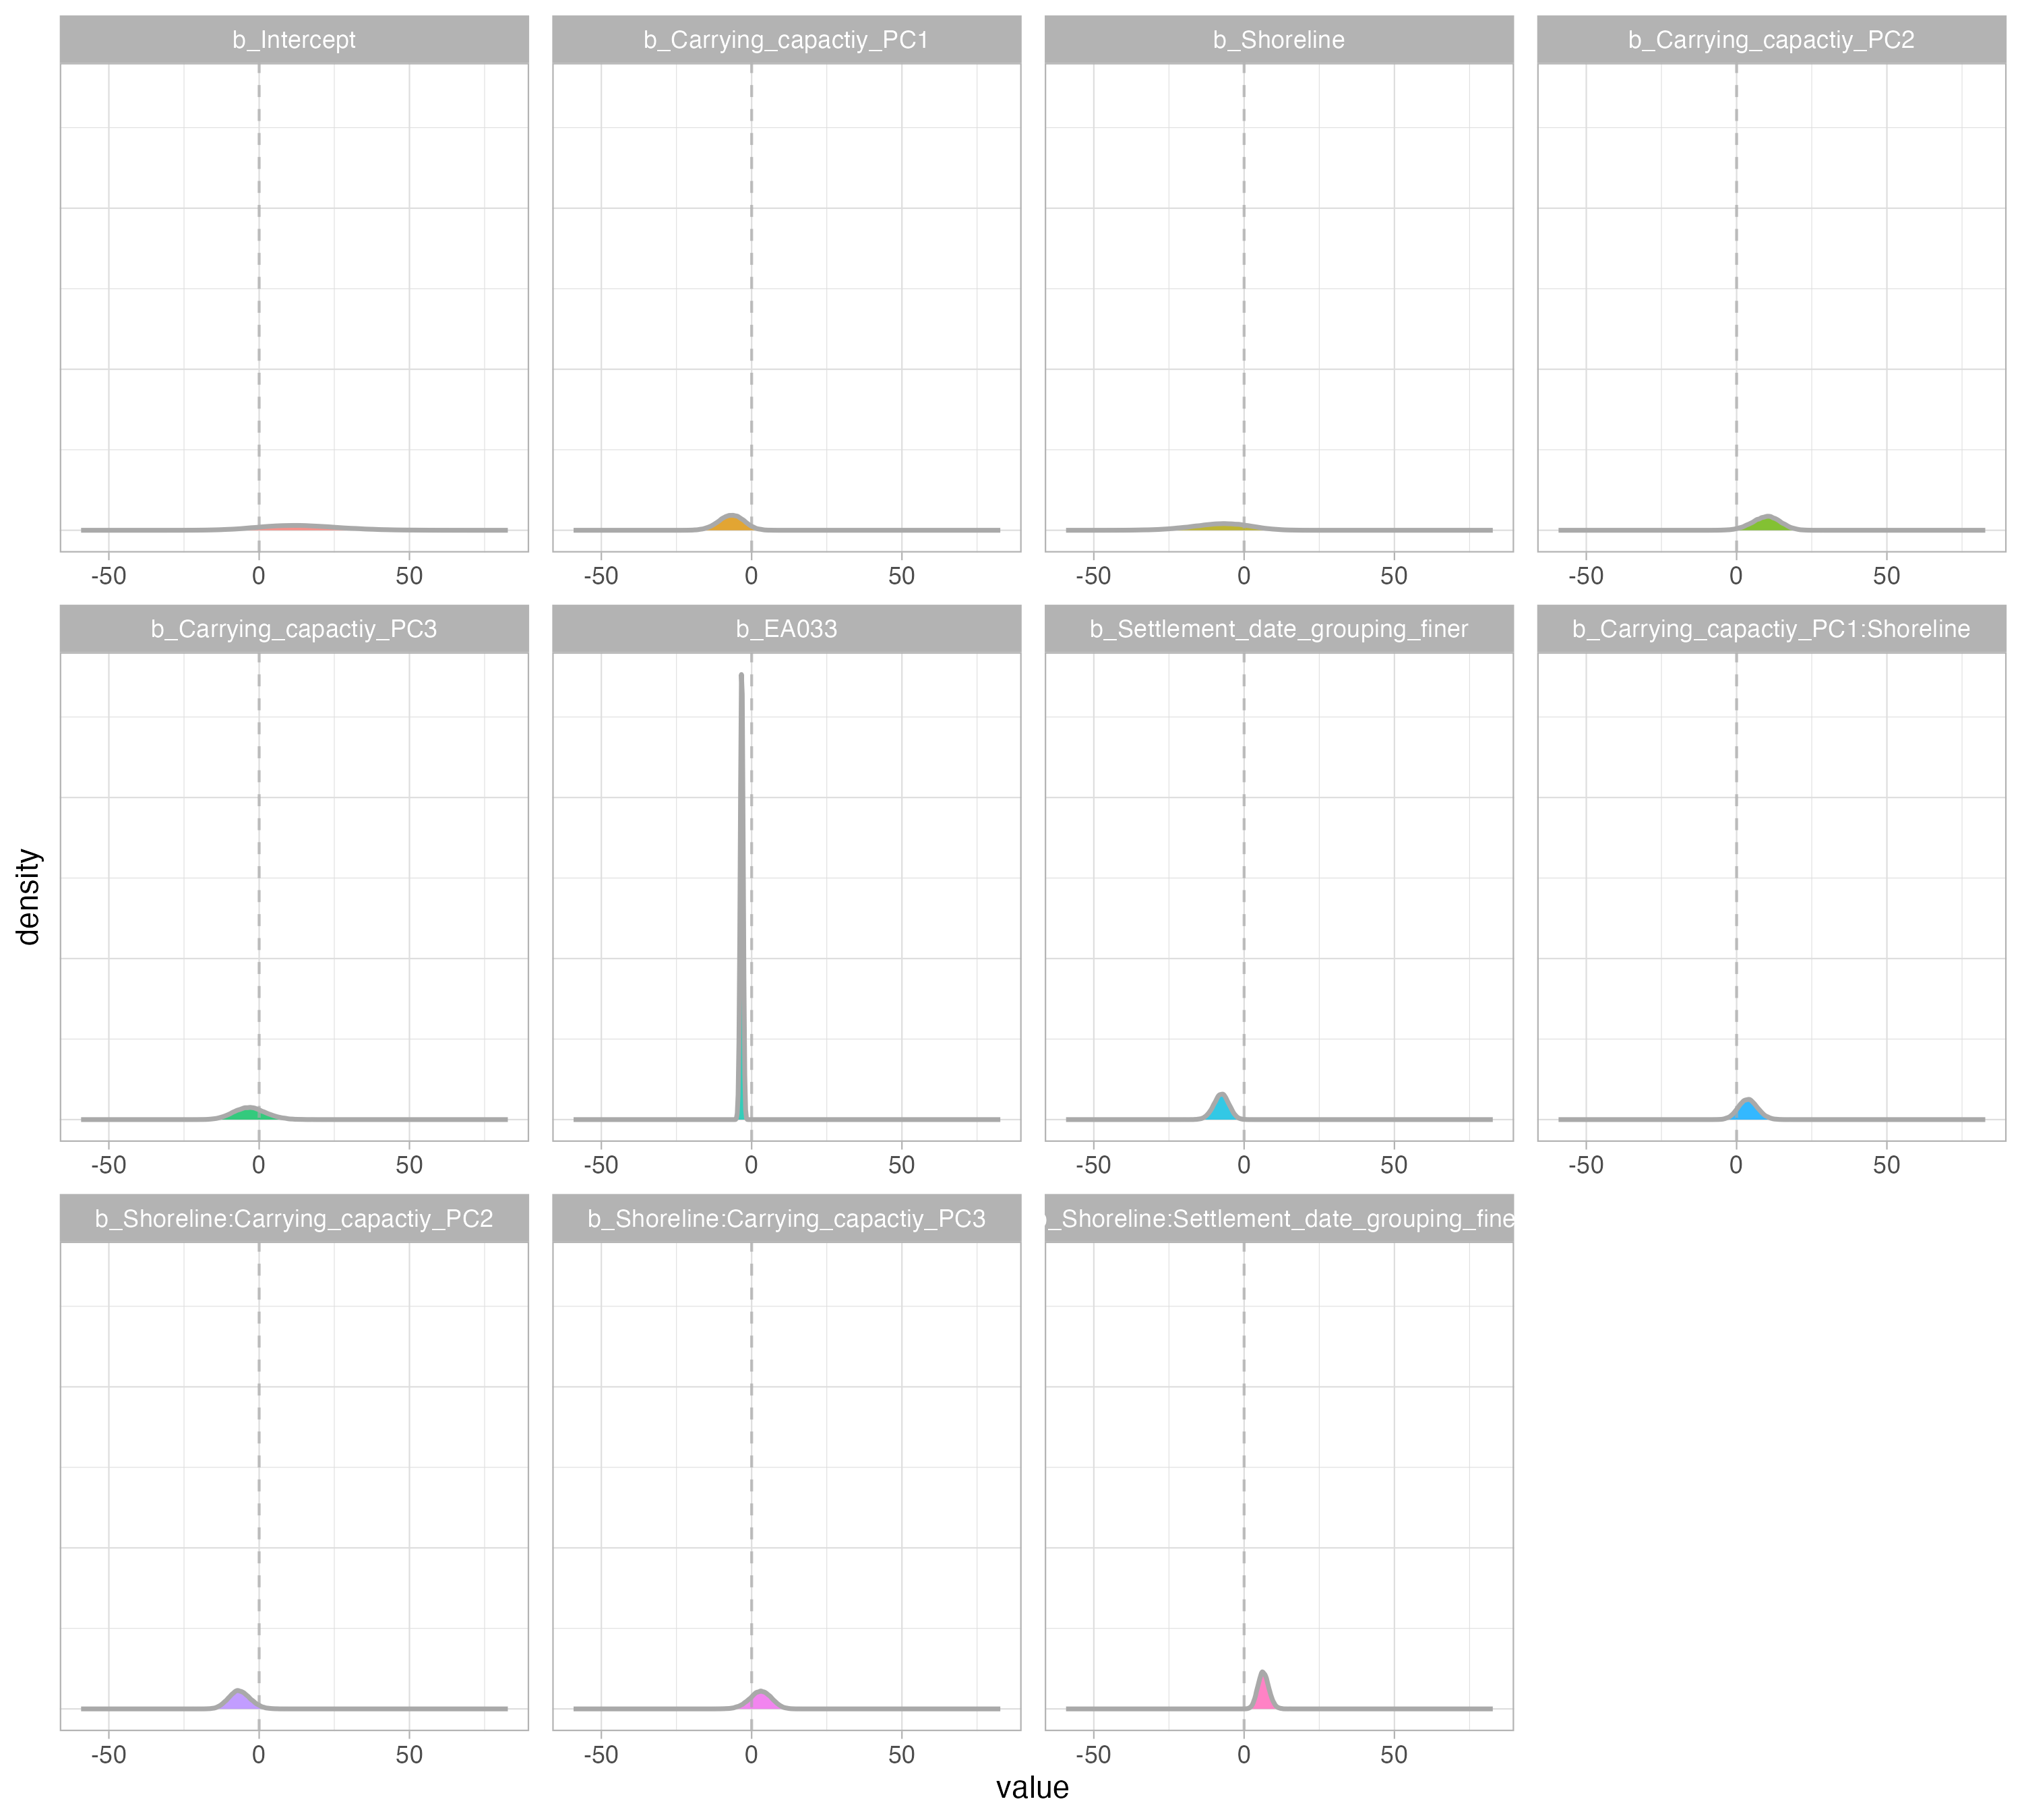 b_Intercept b_Carrying_capactiy_PC1 b_Shoreline b_Carrying_capactiy_PC2
-50 0 50 -50 0 50 -50 0 50 -50 0 50
b_Carrying_capactiy_PC3 b_EA033 b_Settlement_date_grouping_finer b_Carrying_capactiy_PC1:Shoreline
density
-50 0 50 -50 0 50 -50 0 50 -50 0 50
b_Shoreline:Carrying_capactiy_PC2 b_Shoreline:Carrying_capactiy_PC3 _Shoreline:Settlement_date_grouping_fine
-50 0 50 -50 0 50 -50 0 50
value